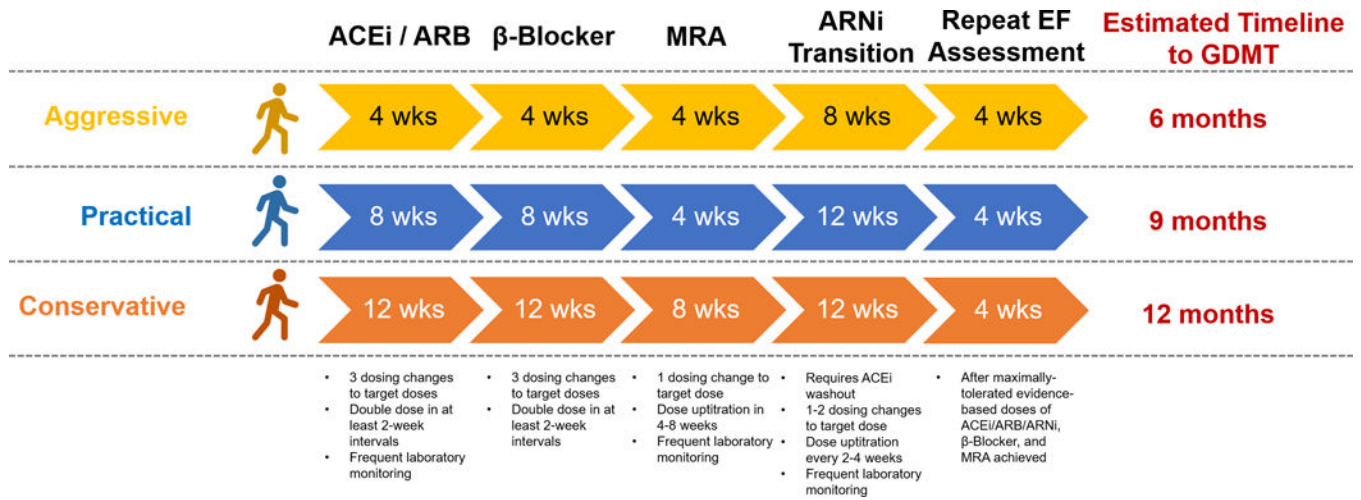 ACEi / ARB
β-Blocker
MRA
ARNi
Transition
Repeat EF
Assessment
Estimated Timeline
to GDMT
Aggressive
4 wks
4 wks
4 wks
8 wks
4 wks
6 months
Practical
8 wks
8 wks
4 wks
12 wks
4 wks
9 months
Conservative
12 wks
12 wks
8 wks
12 wks
4 wks
12 months
• 3 dosing changes
to target doses
• Double dose in at
least 2-week
intervals
• Frequent laboratory
monitoring
• 3 dosing changes
to target doses
• Double dose in at
least 2-week
intervals
• 1 dosing change to
target dose
• Dose uptitration in
4-8 weeks
• Frequent laboratory
monitoring
• Requires ACEi
washout
• 1-2 dosing changes
to target dose
• Dose uptitration
every 2-4 weeks
• Frequent laboratory
monitoring
• After maximally-
tolerated evidence-
based doses of
ACEi/ARB/ARNi,
β-Blocker, and
MRA achieved